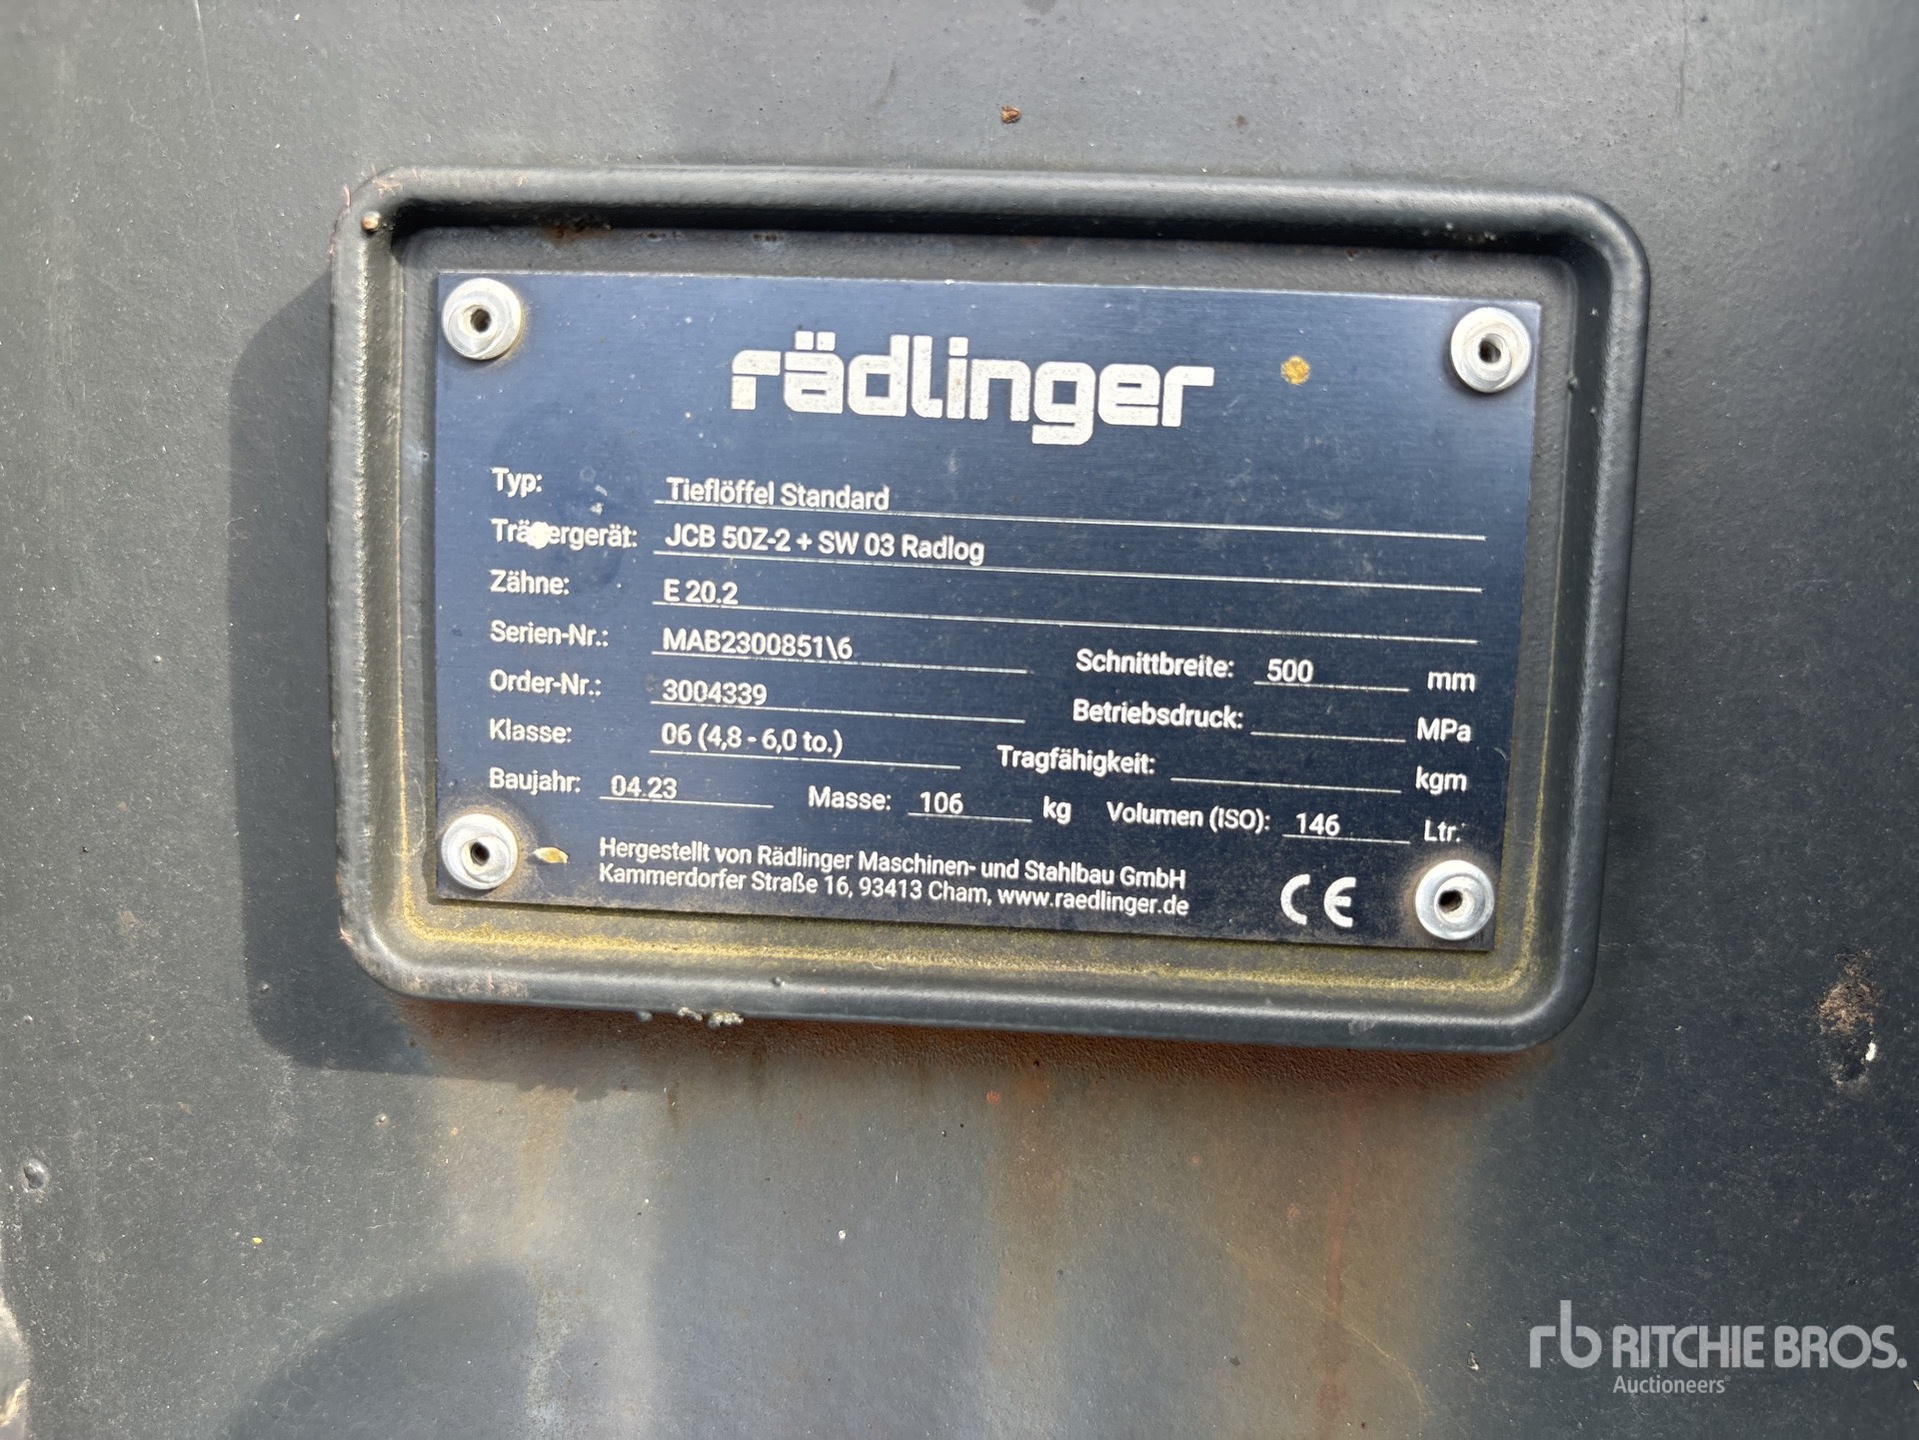 rädlinger
Typ: Tieflöffel Standard
Trägergerät: JCB 50Z-2 + SW 03 Radlog
Zähne: E 20.2
Serien-Nr.: MAB2300851\6 Schnittbreite: 500 mm
Order-Nr.: 3004339 Betriebsdruck: MPa
Klasse: 06 (4,8 - 6,0 to.) Tragfähigkeit: kgm
Baujahr: 04.23 Masse: 106 kg Volumen (ISO): 146 Ltr.
Hergestellt von Rädlinger Maschinen- und Stahlbau GmbH
Kammerdorfer Straße 16, 93413 Cham, www.raedlinger.de
CE
rb RITCHIE BROS.
Auctioneers